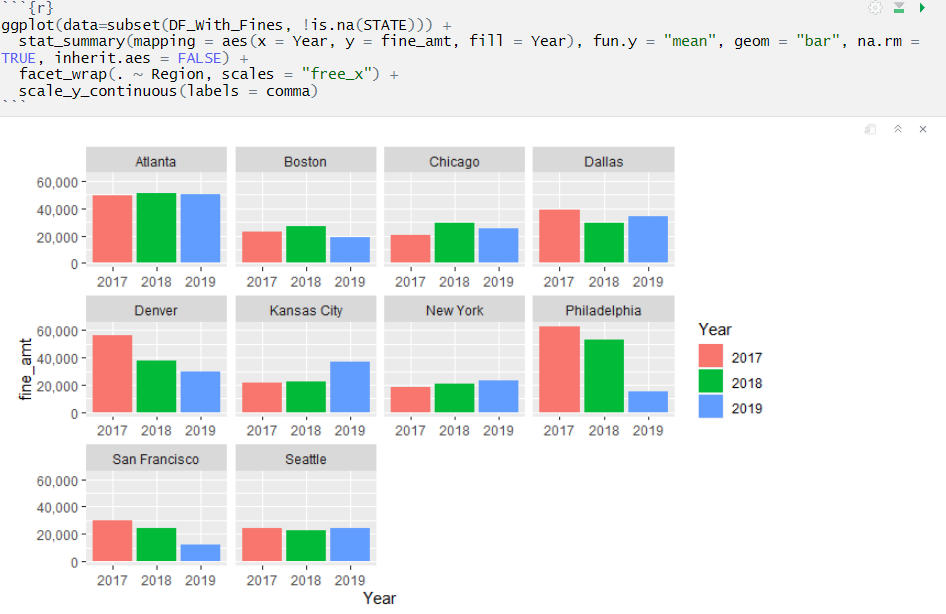 ```{r}
ggplot(data=subset(DF_With_Fines, !is.na(STATE))) +
  stat_summary(mapping = aes(x = Year, y = fine_amt, fill = Year), fun.y = "mean", geom = "bar", na.rm =
TRUE, inherit.aes = FALSE) +
  facet_wrap(. ~ Region, scales = "free_x") +
  scale_y_continuous(labels = comma)
```
Atlanta Boston Chicago Dallas
60,000
40,000
20,000
0
2017 2018 2019 2017 2018 2019 2017 2018 2019 2017 2018 2019
Denver Kansas City New York Philadelphia
60,000
40,000
20,000
0
2017 2018 2019 2017 2018 2019 2017 2018 2019 2017 2018 2019
fine_amt
San Francisco Seattle
60,000
40,000
20,000
0
2017 2018 2019 2017 2018 2019
Year
Year
2017
2018
2019